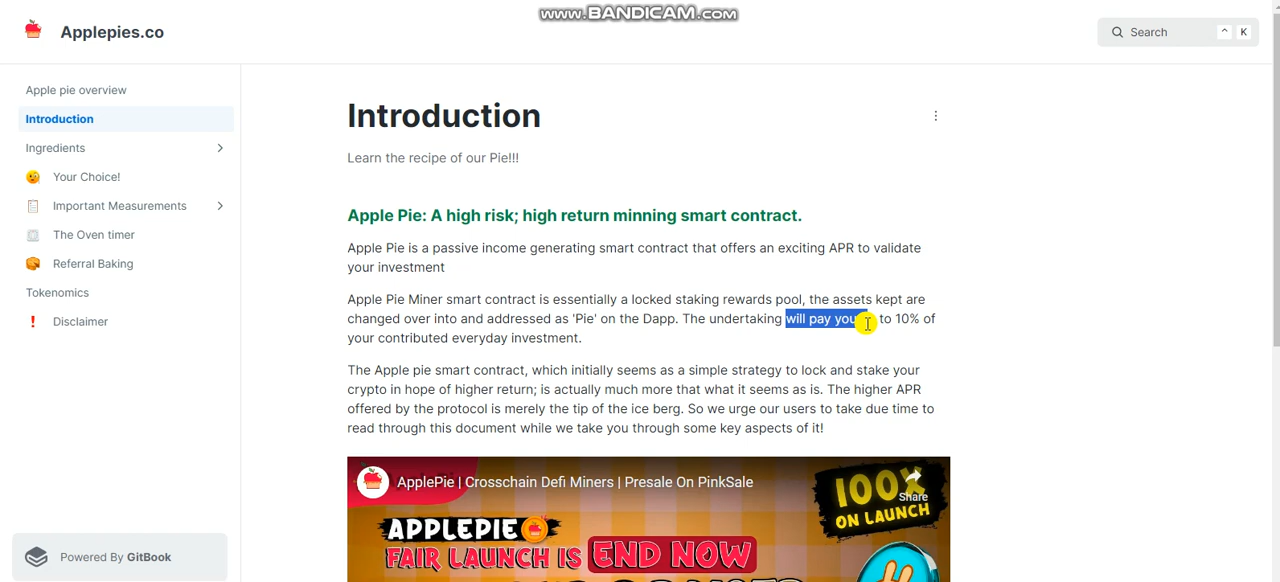 www.BANDICAM.com
Applepies.co
Search ^ K
Apple pie overview
Introduction
Ingredients
Your Choice!
Important Measurements
The Oven timer
Referral Baking
Tokenomics
Disclaimer
Powered By GitBook
Introduction
Learn the recipe of our Pie!!!
Apple Pie: A high risk; high return minning smart contract.
Apple Pie is a passive income generating smart contract that offers an exciting APR to validate
your investment
Apple Pie Miner smart contract is essentially a locked staking rewards pool, the assets kept are
changed over into and addressed as 'Pie' on the Dapp. The undertaking will pay you to 10% of
your contributed everyday investment.
The Apple pie smart contract, which initially seems as a simple strategy to lock and stake your
crypto in hope of higher return; is actually much more that what it seems as is. The higher APR
offered by the protocol is merely the tip of the ice berg. So we urge our users to take due time to
read through this document while we take you through some key aspects of it!
ApplePie | Crosschain Defi Miners | Presale On PinkSale
Share
100X
ON LAUNCH
APPLEPIE
FAIR LAUNCH IS END NOW